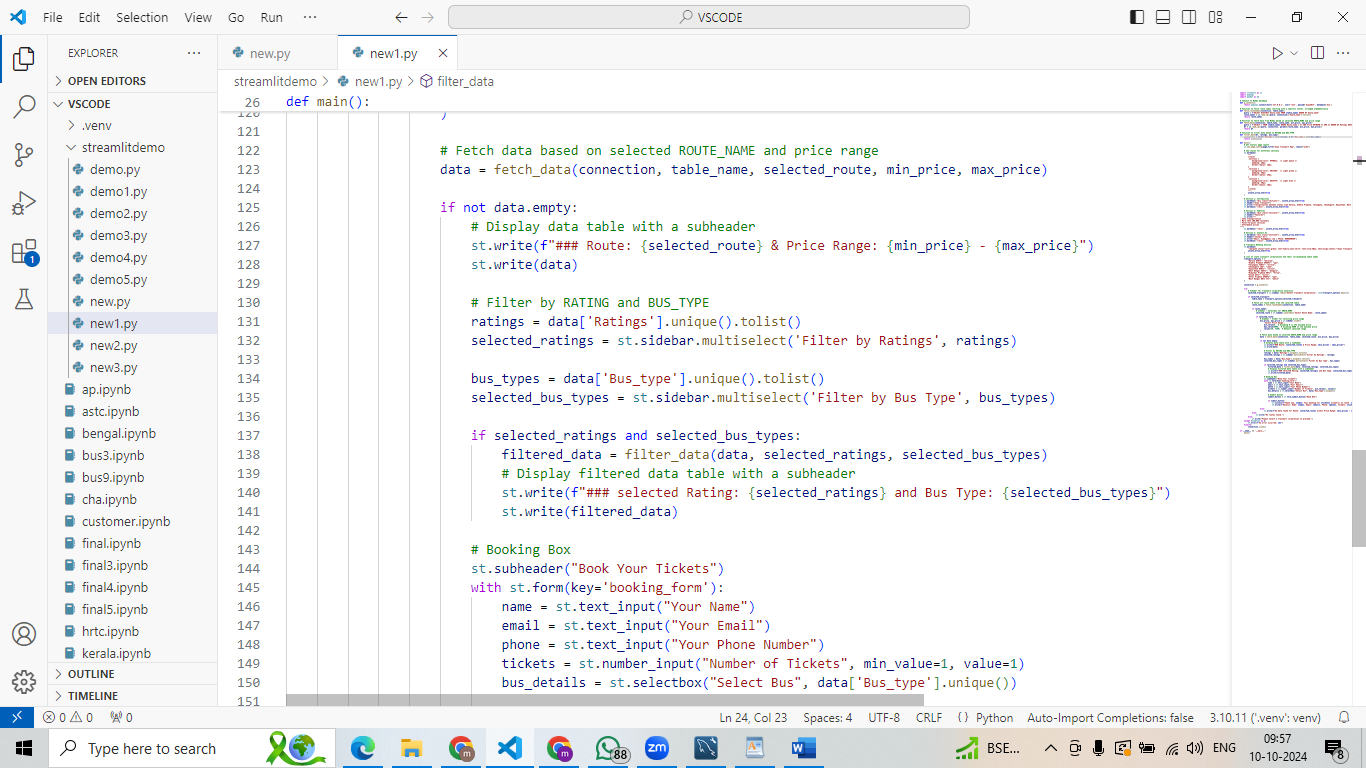 File Edit Selection View Go Run ··· VSCODE
EXPLORER ···
OPEN EDITORS
VSCODE
.venv
streamlitdemo
demo.py
demo1.py
demo2.py
demo3.py
demo4.py
demo5.py
new.py
new1.py
new2.py
new3.py
ap.ipynb
astc.ipynb
bengal.ipynb
bus3.ipynb
bus9.ipynb
cha.ipynb
customer.ipynb
final.ipynb
final3.ipynb
final4.ipynb
final5.ipynb
hrtc.ipynb
kerala.ipynb
OUTLINE
TIMELINE
1
new.py new1.py
streamlitdemo > new1.py > filter_data
26 def main():
120 )
121
122 # Fetch data based on selected ROUTE_NAME and price range
123 data = fetch_data(connection, table_name, selected_route, min_price, max_price)
124
125 if not data.empty:
126 # Display data table with a subheader
127 st.write(f"### Route: {selected_route} & Price Range: {min_price} - {max_price}")
128 st.write(data)
129
130 # Filter by RATING and BUS_TYPE
131 ratings = data['Ratings'].unique().tolist()
132 selected_ratings = st.sidebar.multiselect('Filter by Ratings', ratings)
133
134 bus_types = data['Bus_type'].unique().tolist()
135 selected_bus_types = st.sidebar.multiselect('Filter by Bus Type', bus_types)
136
137 if selected_ratings and selected_bus_types:
138 filtered_data = filter_data(data, selected_ratings, selected_bus_types)
139 # Display filtered data table with a subheader
140 st.write(f"### selected Rating: {selected_ratings} and Bus Type: {selected_bus_types}")
141 st.write(filtered_data)
142
143 # Booking Box
144 st.subheader("Book Your Tickets")
145 with st.form(key='booking_form'):
146 name = st.text_input("Your Name")
147 email = st.text_input("Your Email")
148 phone = st.text_input("Your Phone Number")
149 tickets = st.number_input("Number of Tickets", min_value=1, value=1)
150 bus_details = st.selectbox("Select Bus", data['Bus_type'].unique())
151
0 0 0 Ln 24, Col 23 Spaces: 4 UTF-8 CRLF {} Python Auto-Import Completions: false 3.10.11 ('.venv': venv)
Type here to search m m 88 zm W BSE... ENG 09:57
10-10-2024 8